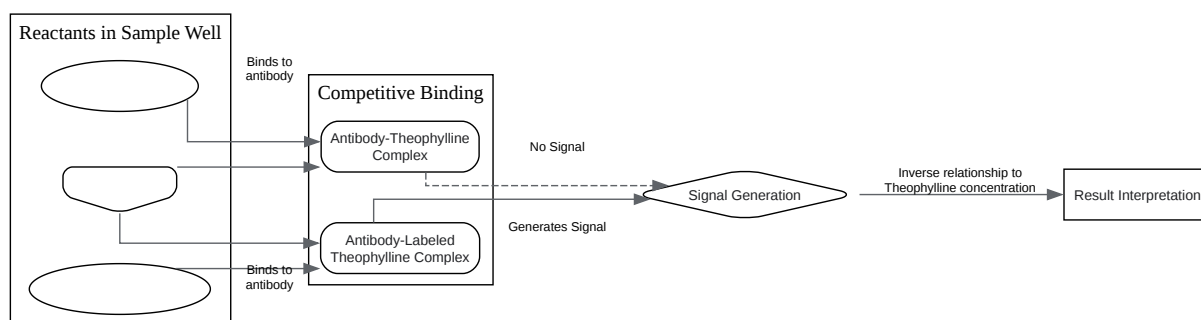 Reactants in Sample Well
Binds to
antibody
Competitive Binding
Antibody-Theophylline
Complex
No Signal
Antibody-Labeled
Theophylline Complex
Generates Signal
Binds to
antibody
Signal Generation
Inverse relationship to
Theophylline concentration
Result Interpretation